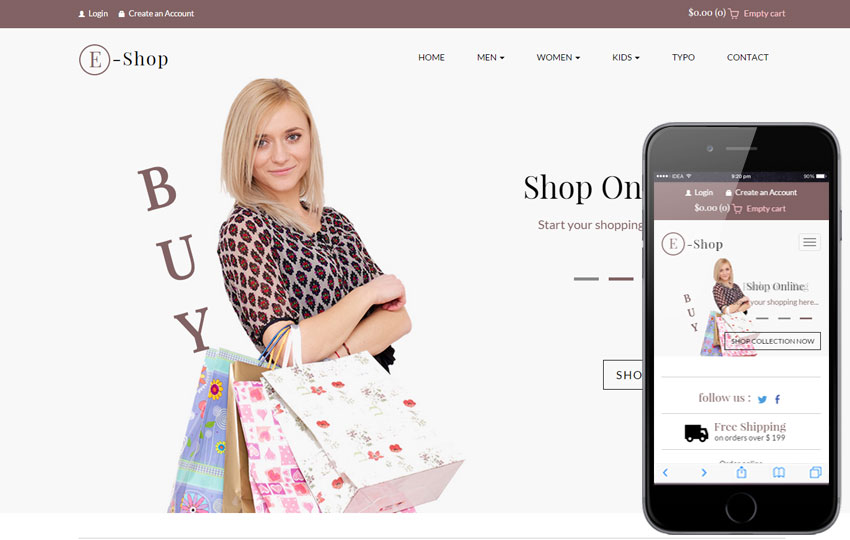 Login Create an Account $0.00 (0) Empty cart
E-Shop HOME MEN WOMEN KIDS TYPO CONTACT
B
U
Y
Shop On
Start your shopping
SHO
IDEA 9:20 pm 90%
Login Create an Account
$0.00 (0) Empty cart
E-Shop
Shop Online
your shopping here...
B
U
Y
SHOP COLLECTION NOW
follow us :
Free Shipping
on orders over $ 199